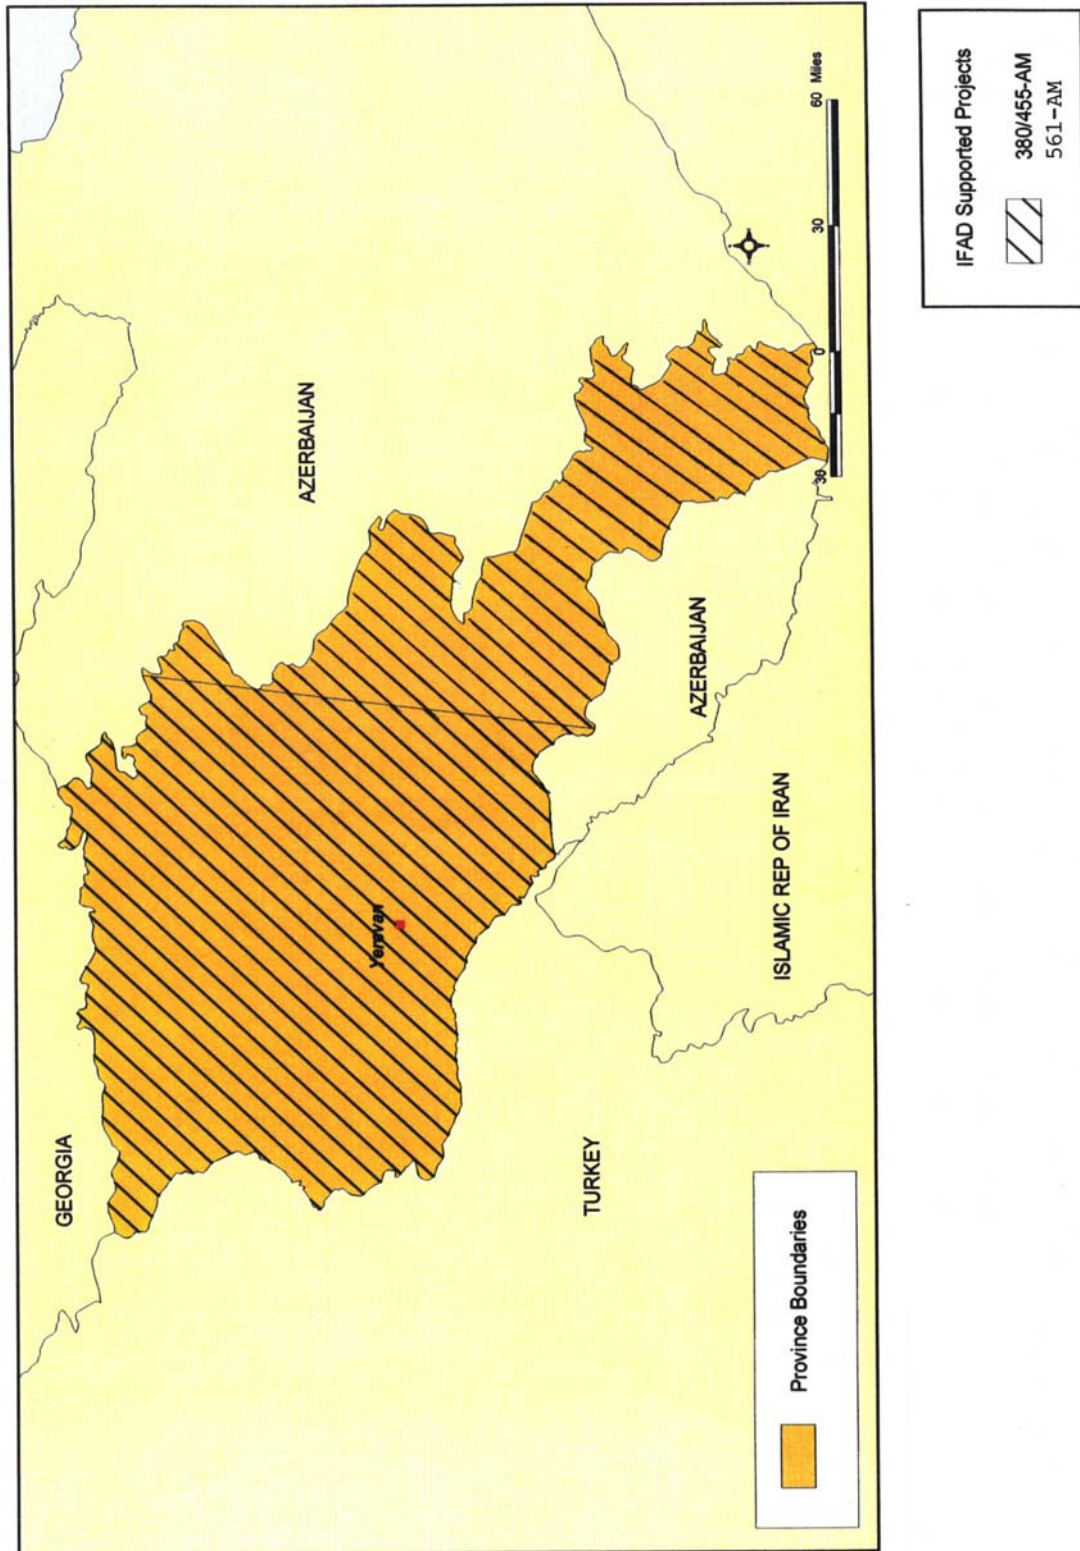 GEORGIA
AZERBAIJAN
Yerevan
TURKEY
AZERBAIJAN
ISLAMIC REP OF IRAN
30 0 30 60 Miles
Province Boundaries
IFAD Supported Projects
380/455-AM
561-AM